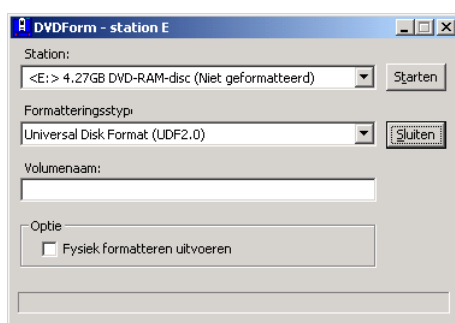 DVDForm - station E
Station:
<E:> 4.27GB DVD-RAM-disc (Niet geformatteerd)
Starten
Formatteringsstyp
Universal Disk Format (UDF2.0)
Sluiten
Volumenaam:
Optie
Fysiek formatteren uitvoeren